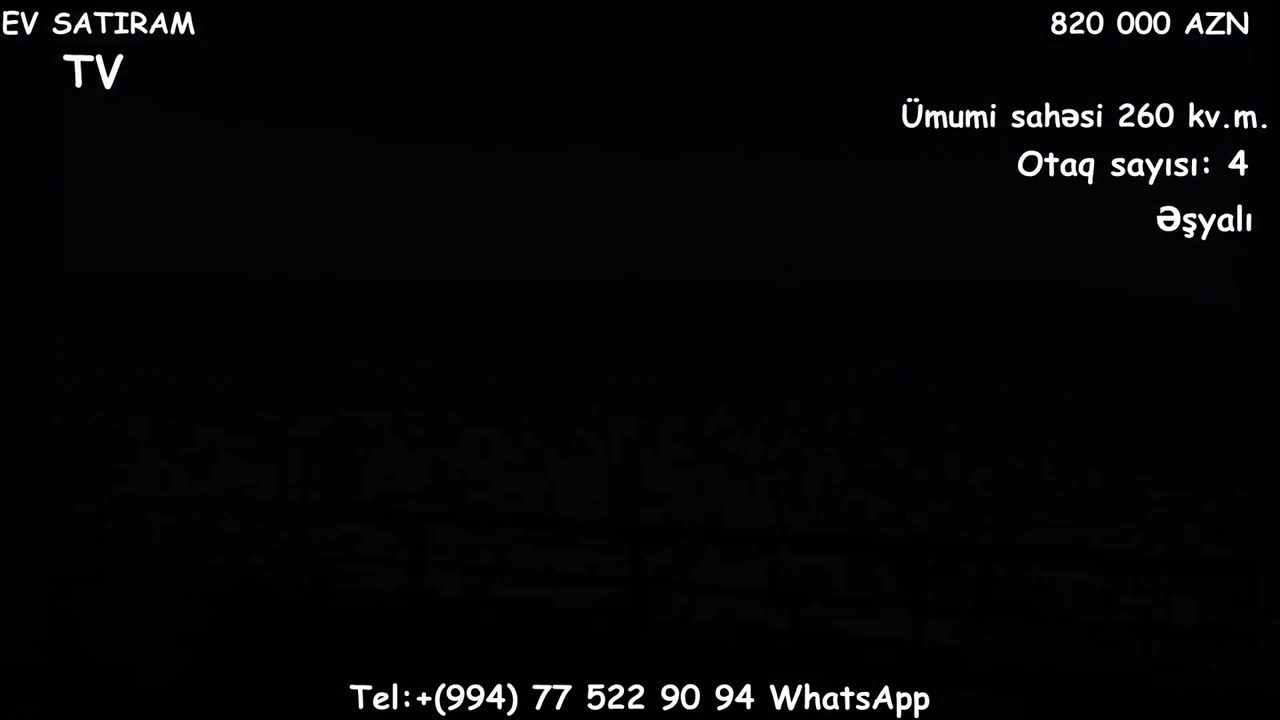 EV SATIRAM
TV
820 000 AZN
Ümumi sahəsi 260 kv.m.
Otaq sayısı: 4
Əşyalı
Tel:+(994) 77 522 90 94 WhatsApp